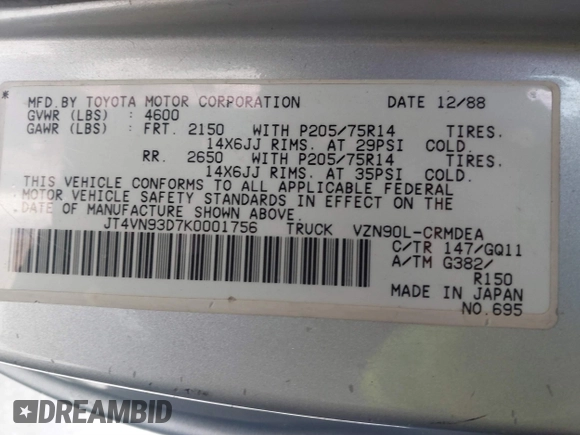 MFD.BY TOYOTA MOTOR CORPORATION DATE 12/88
GVWR (LBS) : 4600
GAWR (LBS) : FRT. 2150 WITH P205/75R14 TIRES.
14X6JJ RIMS. AT 29PSI COLD.
RR. 2650 WITH P205/75R14 TIRES.
14X6JJ RIMS. AT 35PSI COLD.
THIS VEHICLE CONFORMS TO ALL APPLICABLE FEDERAL
MOTOR VEHICLE SAFETY STANDARDS IN EFFECT ON THE
DATE OF MANUFACTURE SHOWN ABOVE.
JT4VN93D7K0001756 TRUCK VZN90L-CRMDEA
C/TR 147/GQ11
A/TM G382/
R150
MADE IN JAPAN
NO.695
DREAMBID